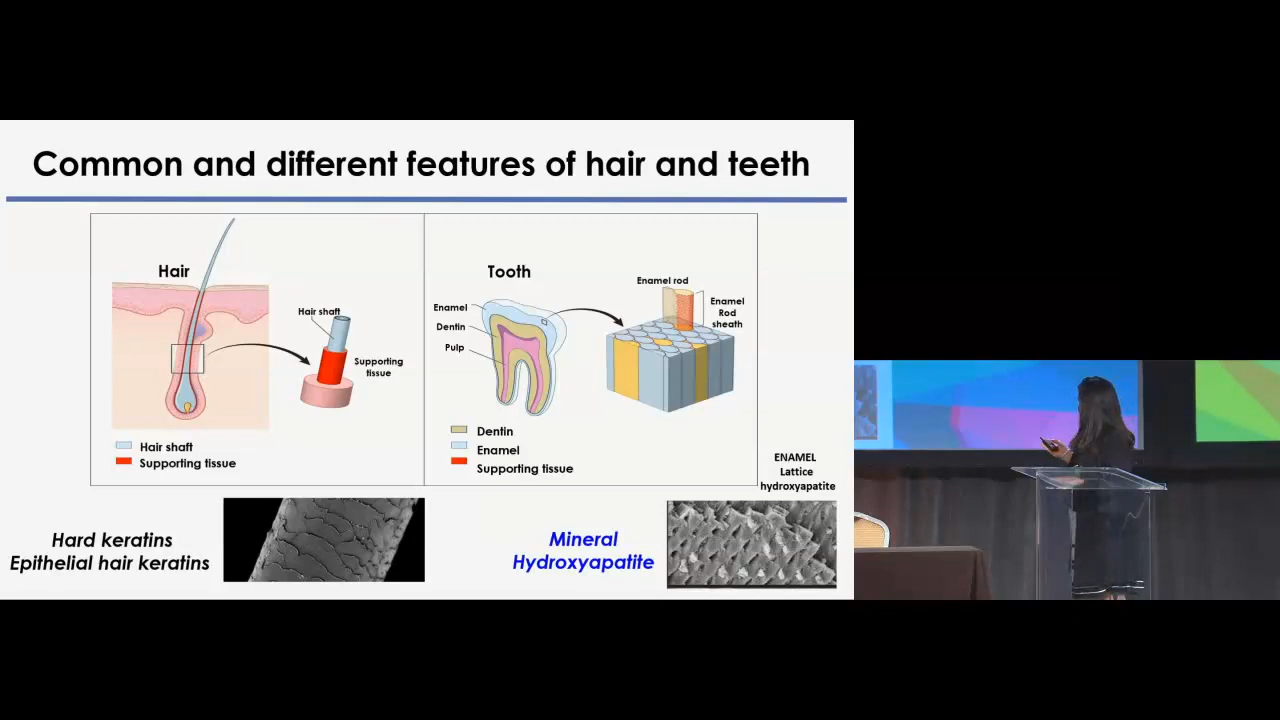 Common and different features of hair and teeth
Hair
Hair shaft
Supporting
tissue
Hair shaft
Supporting tissue
Tooth
Enamel
Dentin
Pulp
Enamel rod
Enamel
Rod
sheath
Dentin
Enamel
Supporting tissue
ENAMEL
Lattice
hydroxyapatite
Hard keratins
Epithelial hair keratins
Mineral
Hydroxyapatite